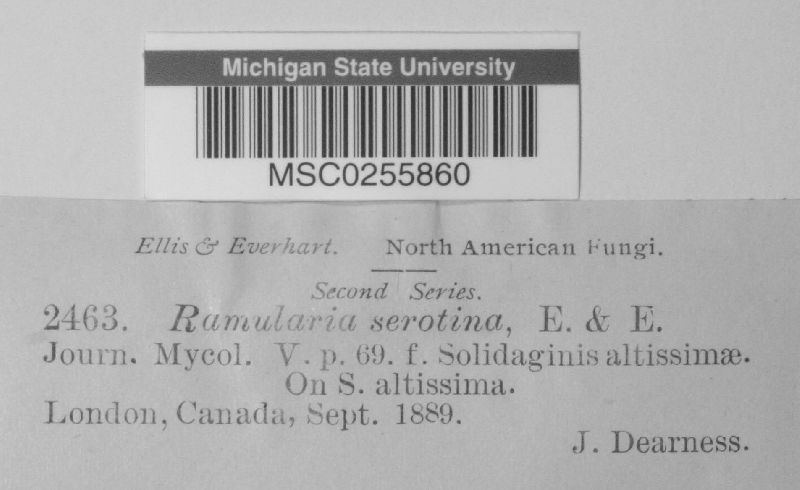 Michigan State University
MSC0255860
Ellis & Everhart. North American Fungi.
Second Series.
2463. Ramularia serotina, E. & E.
Journ. Mycol. V. p. 69. f. Solidaginis altissimæ.
On S. altissima.
London, Canada, Sept. 1889.
J. Dearness.